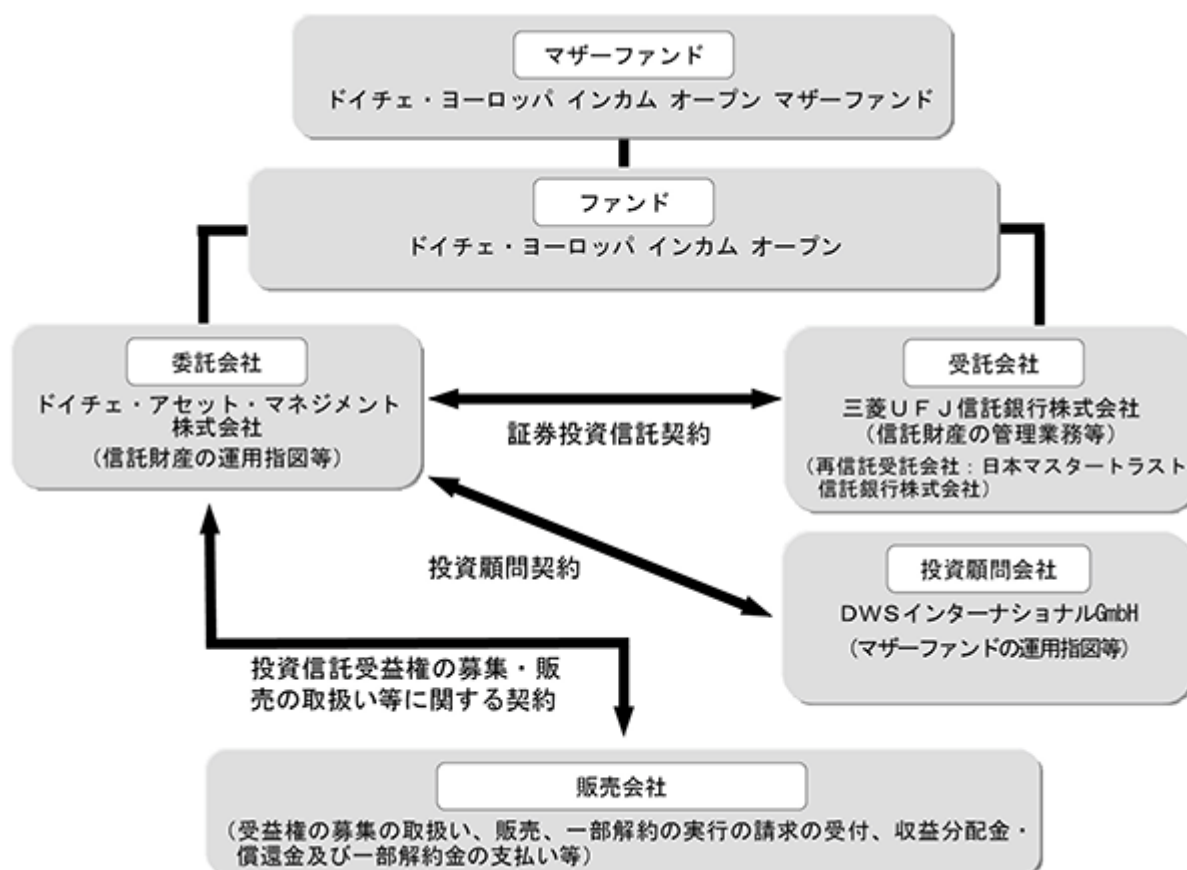 マザーファンド
ドイチェ・ヨーロッパ インカム オープン マザーファンド
ファンド
ドイチェ・ヨーロッパ インカム オープン
委託会社
ドイチェ・アセット・マネジメント
株式会社
(信託財産の運用指図等)
証券投資信託契約
受託会社
三菱UFJ信託銀行株式会社
(信託財産の管理業務等)
(再信託受託会社:日本マスタートラスト
信託銀行株式会社)
投資顧問契約
投資顧問会社
DWSインターナショナルGmbH
(マザーファンドの運用指図等)
投資信託受益権の募集・販
売の取扱い等に関する契約
販売会社
(受益権の募集の取扱い、販売、一部解約の実行の請求の受付、収益分配金・
償還金及び一部解約金の支払い等)